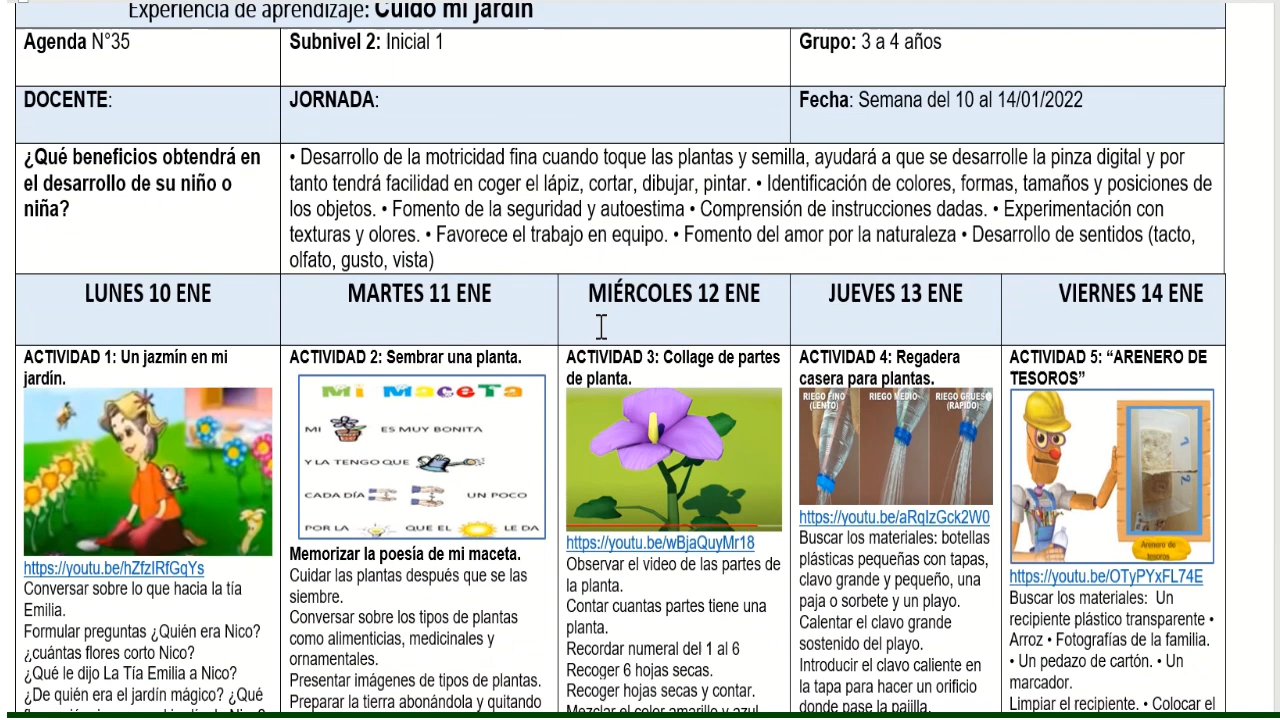 Experiencia de aprendizaje: Cuido mi jardín
Agenda N°35
Subnivel 2: Inicial 1
Grupo: 3 a 4 años
DOCENTE:
JORNADA:
Fecha: Semana del 10 al 14/01/2022
¿Qué beneficios obtendrá en
el desarrollo de su niño o
niña?
• Desarrollo de la motricidad fina cuando toque las plantas y semilla, ayudará a que se desarrolle la pinza digital y por
tanto tendrá facilidad en coger el lápiz, cortar, dibujar, pintar. • Identificación de colores, formas, tamaños y posiciones de
los objetos. • Fomento de la seguridad y autoestima • Comprensión de instrucciones dadas. • Experimentación con
texturas y olores. • Favorece el trabajo en equipo. • Fomento del amor por la naturaleza • Desarrollo de sentidos (tacto,
olfato, gusto, vista)
LUNES 10 ENE
MARTES 11 ENE
MIÉRCOLES 12 ENE
JUEVES 13 ENE
VIERNES 14 ENE
ACTIVIDAD 1: Un jazmín en mi
jardín.
https://youtu.be/hZfzIRfGqYs
Conversar sobre lo que hacia la tía
Emilia.
Formular preguntas ¿Quién era Nico?
¿cuántas flores corto Nico?
¿Qué le dijo La Tía Emilia a Nico?
¿De quién era el jardín mágico? ¿Qué
ACTIVIDAD 2: Sembrar una planta.
Mi Maceta
MI ES MUY BONITA
Y LA TENGO QUE
CADA DÍA UN POCO
POR LA QUE EL LE DA
Memorizar la poesía de mi maceta.
Cuidar las plantas después que se las
siembre.
Conversar sobre los tipos de plantas
como alimenticias, medicinales y
ornamentales.
Presentar imágenes de tipos de plantas.
Preparar la tierra abonándola y quitando
ACTIVIDAD 3: Collage de partes
de planta.
https://youtu.be/wBjaQuyMr18
Observar el video de las partes de
la planta.
Contar cuantas partes tiene una
planta.
Recordar numeral del 1 al 6
Recoger 6 hojas secas.
Recoger hojas secas y contar.
Mezclar el color amarillo y azul
ACTIVIDAD 4: Regadera
casera para plantas.
RIEGO FINO
(LENTO)
RIEGO MEDIO
RIEGO GRUESO
(RAPIDO)
https://youtu.be/aRqIzGck2W0
Buscar los materiales: botellas
plásticas pequeñas con tapas,
clavo grande y pequeño, una
paja o sorbete y un playo.
Calentar el clavo grande
sostenido del playo.
Introducir el clavo caliente en
la tapa para hacer un orificio
donde pase la pajilla.
ACTIVIDAD 5: “ARENERO DE
TESOROS”
1
2
Arenero de
tesoros
https://youtu.be/OTyPYxFL74E
Buscar los materiales: Un
recipiente plástico transparente •
Arroz • Fotografías de la familia.
• Un pedazo de cartón. • Un
marcador.
Limpiar el recipiente. • Colocar el